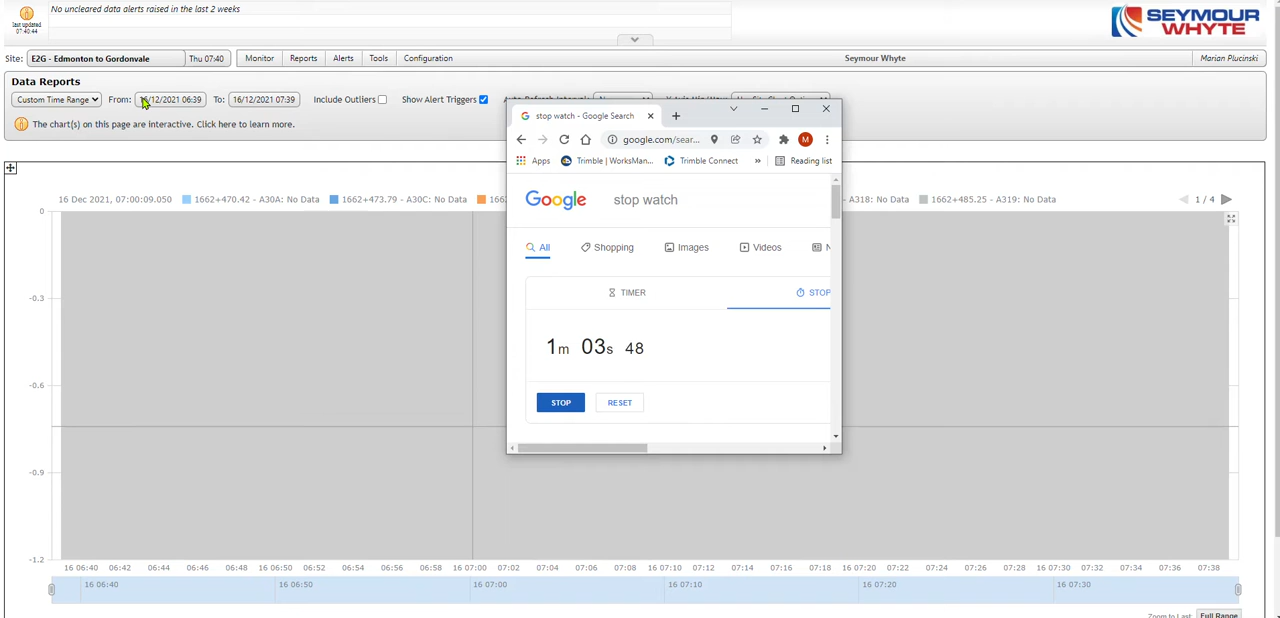 No uncleared data alerts raised in the last 2 weeks
last updated
07:40:44
SEYMOUR
WHYTE
Site: E2G - Edmonton to Gordonvale Thu 07:40 Monitor Reports Alerts Tools Configuration Seymour Whyte Marian Plucinski
Data Reports
Custom Time Range From: 16/12/2021 06:39 To: 16/12/2021 07:39 Include Outliers Show Alert Triggers
The chart(s) on this page are interactive. Click here to learn more.
stop watch - Google Search
google.com/sear...
M
Apps Trimble | WorksMan... Trimble Connect » Reading list
Google stop watch
All Shopping Images Videos N
TIMER STOP
1m 03s 48
STOP RESET
16 Dec 2021, 07:00:09.050 1662+470.42 - A30A: No Data 1662+473.79 - A30C: No Data 1662 - A318: No Data 1662+485.25 - A319: No Data 1 / 4
0
-0.3
-0.6
-0.9
-1.2
16 06:40 06:42 06:44 06:46 06:48 16 06:50 06:52 06:54 06:56 06:58 16 07:00 07:02 07:04 07:06 07:08 16 07:10 07:12 07:14 07:16 07:18 16 07:20 07:22 07:24 07:26 07:28 16 07:30 07:32 07:34 07:36 07:38
16 06:40 16 06:50 16 07:00 16 07:10 16 07:20 16 07:30
Zoom to Last: Full Range